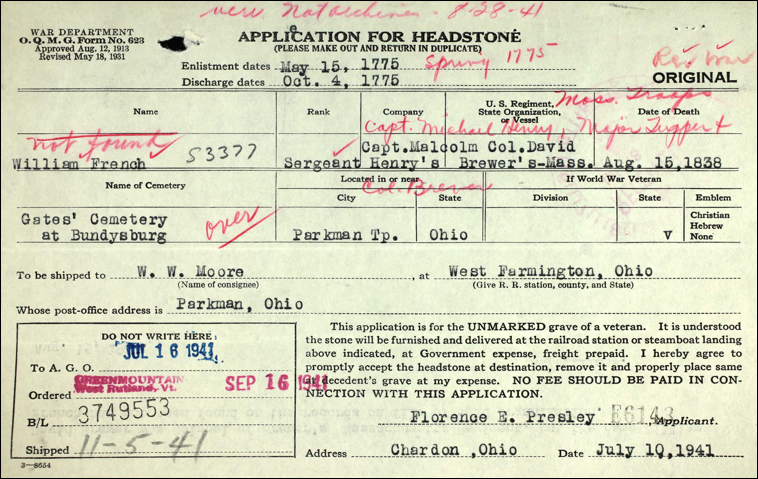 veri Nat Archives - 8-28-41
WAR DEPARTMENT
O. Q. M. G. Form No. 623
Approved Aug. 12, 1913
Revised May 18, 1931
APPLICATION FOR HEADSTONE
(PLEASE MAKE OUT AND RETURN IN DUPLICATE)
Enlistment dates May 15, 1775 Spring 1775
Discharge dates Oct. 4, 1775
Rev War
ORIGINAL
Name
Rank
Company
U. S. Regiment, State Organization, or Vessel
Mass. Troops
Date of Death
not found
Capt. Michael Henry, Major
William French S3377
Sergeant
Capt. Malcolm Henry's
Col. David Brewer's-Mass.
Aug. 15, 1838
Name of Cemetery
Located in or near
City
State
Col. Brewer
If World War Veteran
Division
State
Emblem
Gates' Cemetery
at Bundysburg
over
Parkman Tp.
Ohio
v
Christian
Hebrew
None
To be shipped to W. W. Moore, at West Farmington, Ohio
(Name of consignee) (Give R. R. station, county, and State)
Whose post-office address is Parkman, Ohio
DO NOT WRITE HERE
JUL 16 1941
To A. G. O.
GREENMOUNTAIN
West Rutland, Vt.
SEP 16 1941
Ordered
B/L 3749553
Shipped 11-5-41
3—8654
This application is for the UNMARKED grave of a veteran. It is understood
the stone will be furnished and delivered at the railroad station or steamboat landing
above indicated, at Government expense, freight prepaid. I hereby agree to
promptly accept the headstone at destination, remove it and properly place same
at decedent's grave at my expense. NO FEE SHOULD BE PAID IN CON-
NECTION WITH THIS APPLICATION.
Florence E. Presley E6143, Applicant.
Address Chardon, Ohio Date July 10, 1941